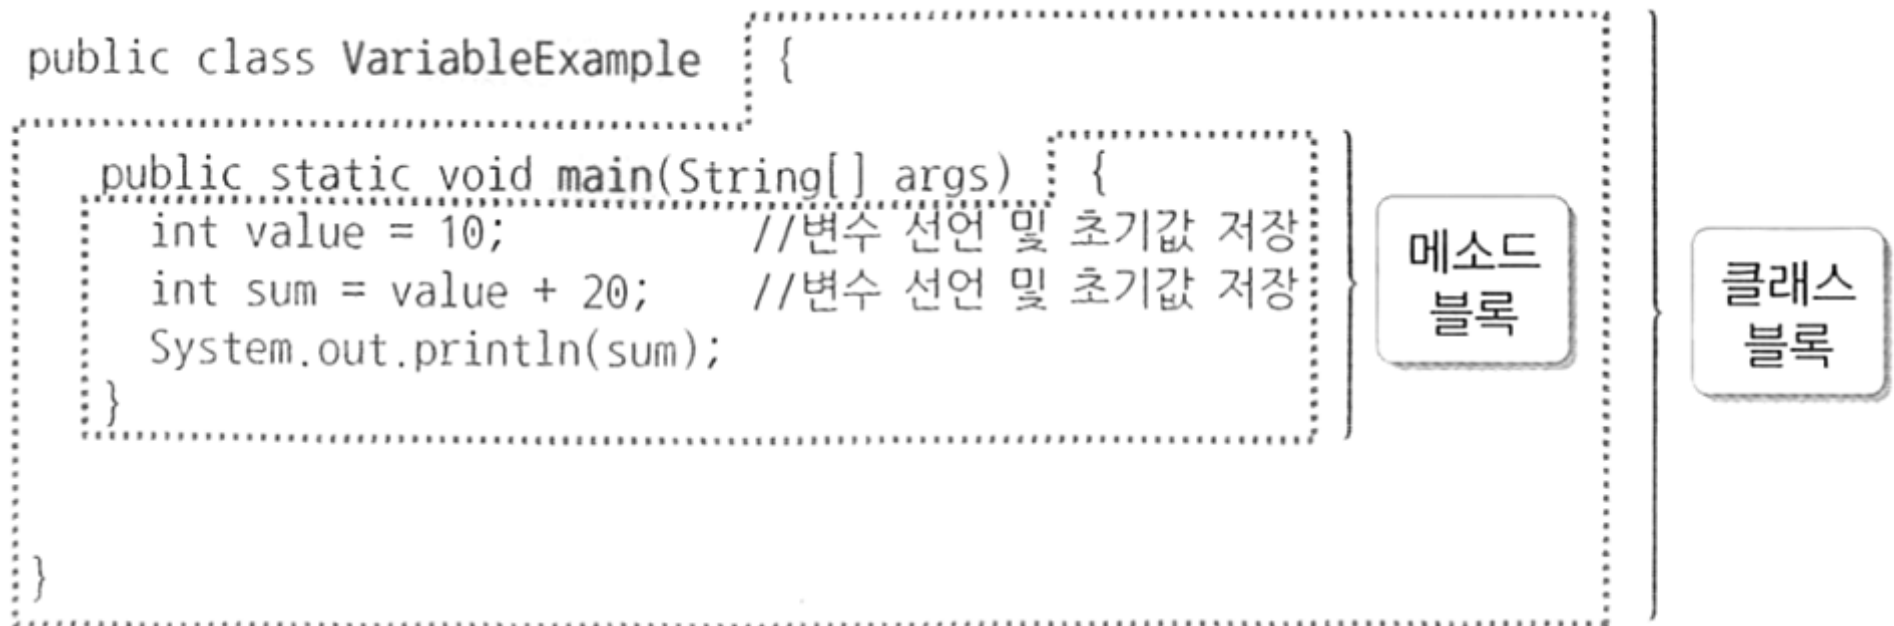 public class VariableExample {
public static void main(String[] args) {
int value = 10; //변수 선언 및 초기값 저장
int sum = value + 20; //변수 선언 및 초기값 저장
System.out.println(sum);
}
}
메소드
블록
클래스
블록